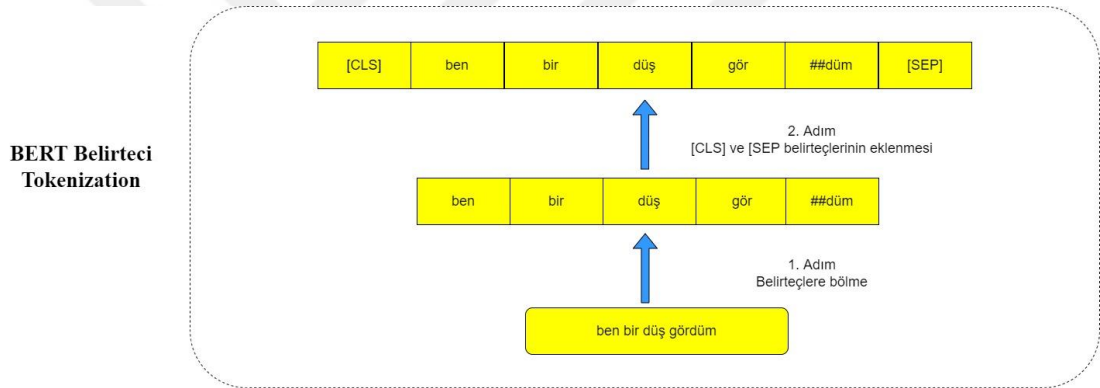 BERT Belirteci
Tokenization
[CLS] ben bir düş gör ##düm [SEP]
2. Adım
[CLS] ve [SEP belirteçlerinin eklenmesi
ben bir düş gör ##düm
1. Adım
Belirteçlere bölme
ben bir düş gördüm